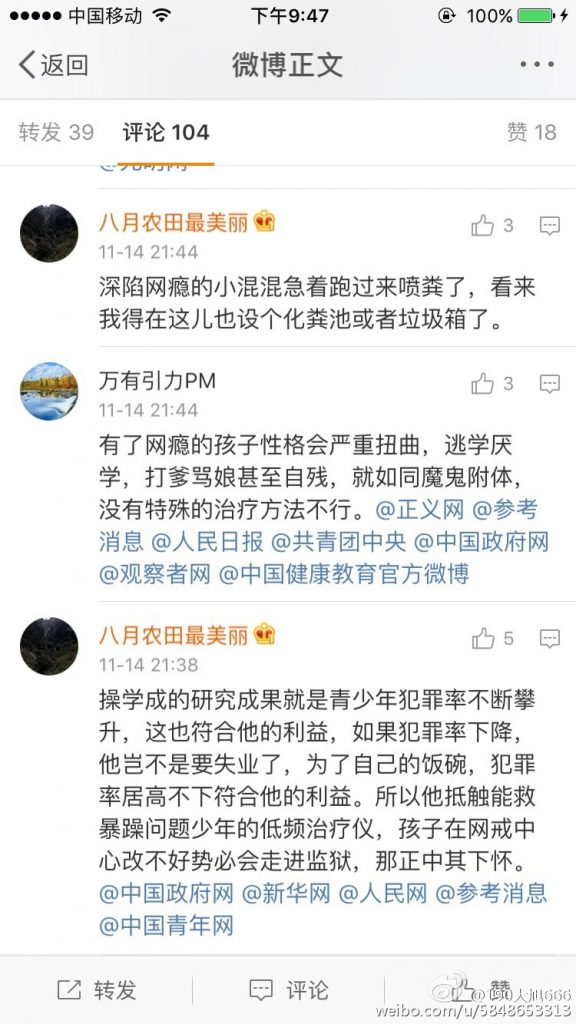 中国移动 下午9:47 100%
返回 微博正文
转发 39 评论 104 赞 18
八月农田最美丽 3
11-14 21:44
深陷网瘾的小混混急着跑过来喷粪了，看来
我得在这儿也设个化粪池或者垃圾箱了。
万有引力PM 3
11-14 21:44
有了网瘾的孩子性格会严重扭曲，逃学厌
学，打爹骂娘甚至自残，就如同魔鬼附体，
没有特殊的治疗方法不行。@正义网 @参考
消息 @人民日报 @共青团中央 @中国政府网
@观察者网 @中国健康教育官方微博
八月农田最美丽 5
11-14 21:38
操学成的研究成果就是青少年犯罪率不断攀
升，这也符合他的利益，如果犯罪率下降，
他岂不是要失业了，为了自己的饭碗，犯罪
率居高不下符合他的利益。所以他抵触能救
暴躁问题少年的低频治疗仪，孩子在网戒中
心改不好势必会走进监狱，那正中其下怀。
@中国政府网 @新华网 @人民网 @参考消息
@中国青年网
转发 评论 赞
weibo.com/u/5848653313